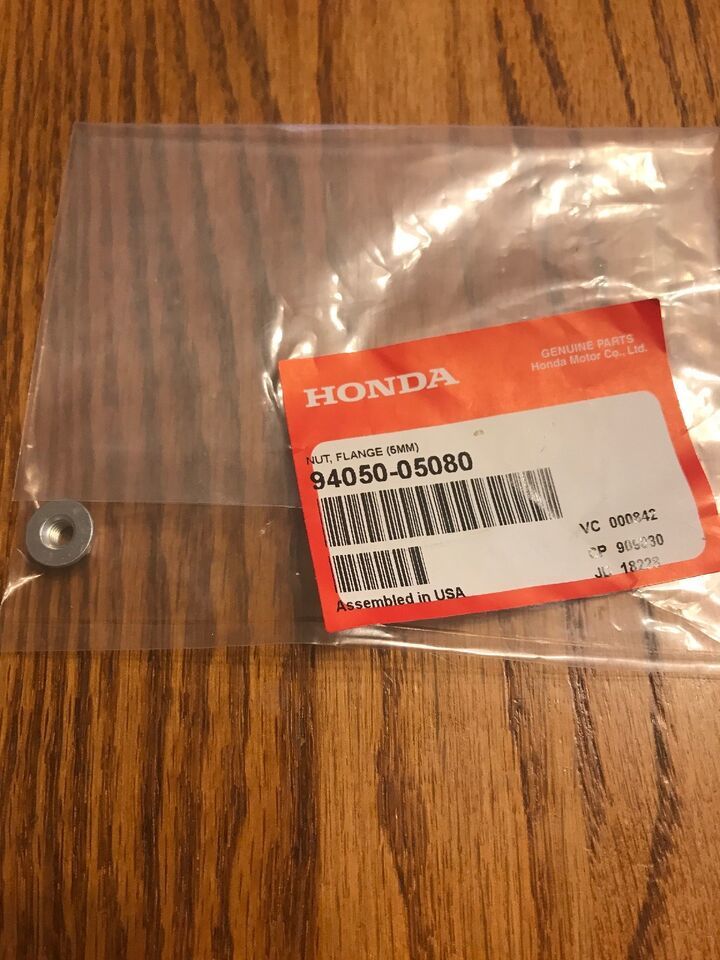 GENUINE PARTS
Honda Motor Co., Ltd.
HONDA
NUT, FLANGE (5MM)
94050-05080
VC 000842
Assembled in USA